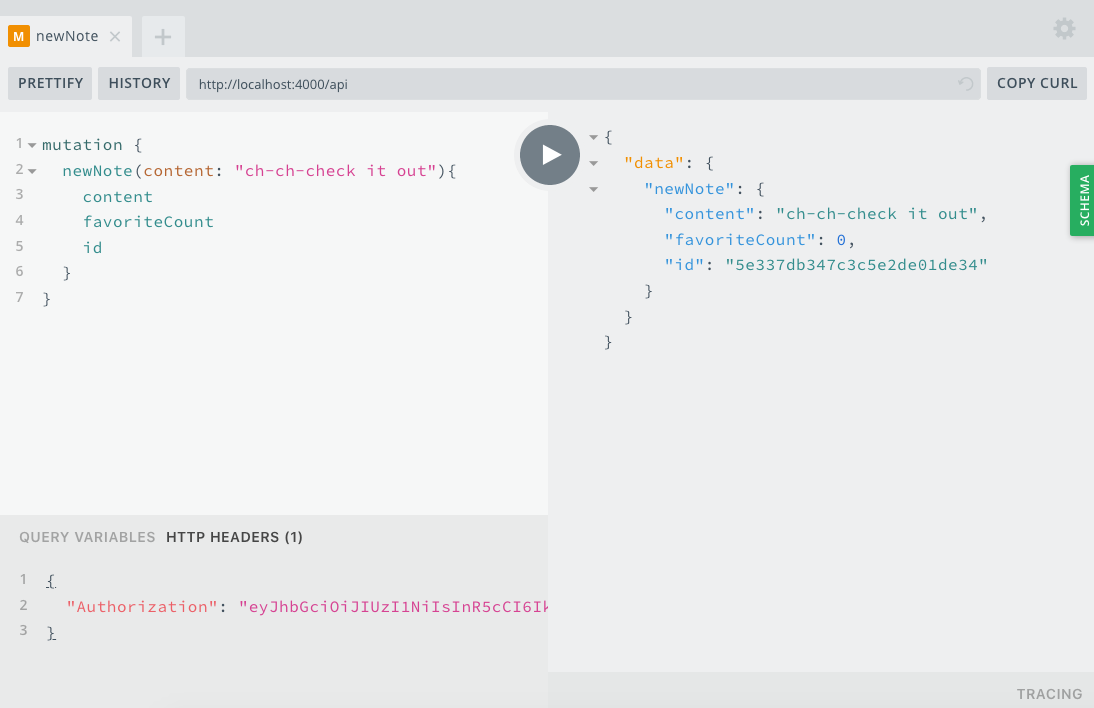 M newNote
PRETTIFY HISTORY http://localhost:4000/api COPY CURL
1 mutation {
2 newNote(content: "ch-ch-check it out"){
3 content
4 favoriteCount
5 id
6 }
7 }
{
"data": {
"newNote": {
"content": "ch-ch-check it out",
"favoriteCount": 0,
"id": "5e337db347c3c5e2de01de34"
}
}
}
SCHEMA
QUERY VARIABLES HTTP HEADERS (1)
1 {
2 "Authorization": "eyJhbGciOiJIUzI1NiIsInR5cCI6Ik
3 }
TRACING